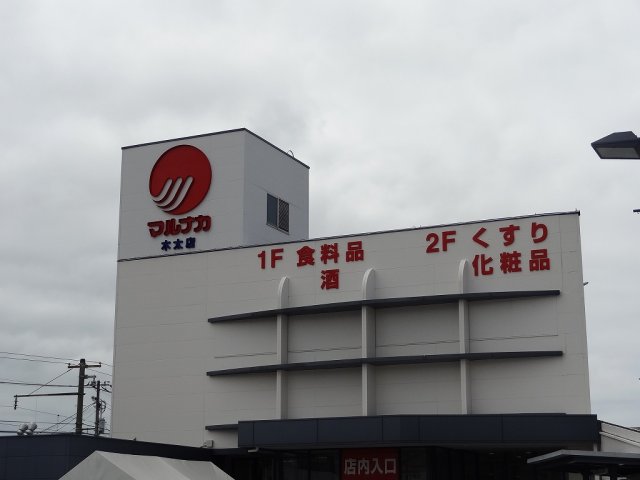 マルナカ
木太店
1F 食料品
酒
2F くすり
化粧品
店内入口